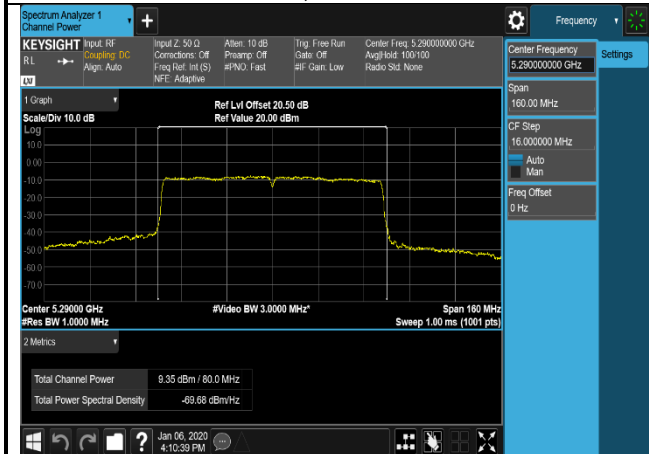 Spectrum Analyzer 1
Channel Power
+
Frequency
KEYSIGHT
RL
LXI
Input: RF
Coupling: DC
Align: Auto
Input Z: 50 Ω
Corrections: Off
Freq Ref: Int (S)
NFE: Adaptive
Atten: 10 dB
Preamp: Off
#PNO: Fast
Trig: Free Run
Gate: Off
#IF Gain: Low
Center Freq: 5.290000000 GHz
Avg|Hold: 100/100
Radio Std: None
Center Frequency
5.290000000 GHz
Settings
Span
160.00 MHz
CF Step
16.000000 MHz
Auto
Man
Freq Offset
0 Hz
1 Graph
Scale/Div 10.0 dB
Ref Lvl Offset 20.50 dB
Ref Value 20.00 dBm
Log
10.0
0.00
-10.0
-20.0
-30.0
-40.0
-50.0
-60.0
-70.0
Center 5.29000 GHz
#Video BW 3.0000 MHz*
Span 160 MHz
#Res BW 1.0000 MHz
Sweep 1.00 ms (1001 pts)
2 Metrics
Total Channel Power 9.35 dBm / 80.0 MHz
Total Power Spectral Density -69.68 dBm/Hz
?
Jan 06, 2020
4:10:39 PM